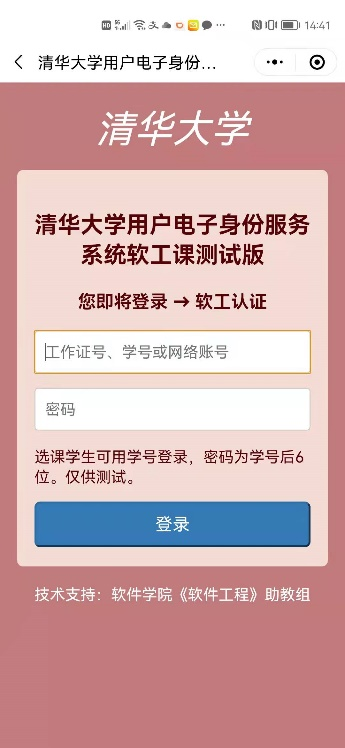 14:41
清华大学用户电子身份...
清华大学
清华大学用户电子身份服务
系统软工课测试版
您即将登录 → 软工认证
工作证号、学号或网络账号
密码
选课学生可用学号登录，密码为学号后6
位。仅供测试。
登录
技术支持：软件学院《软件工程》助教组